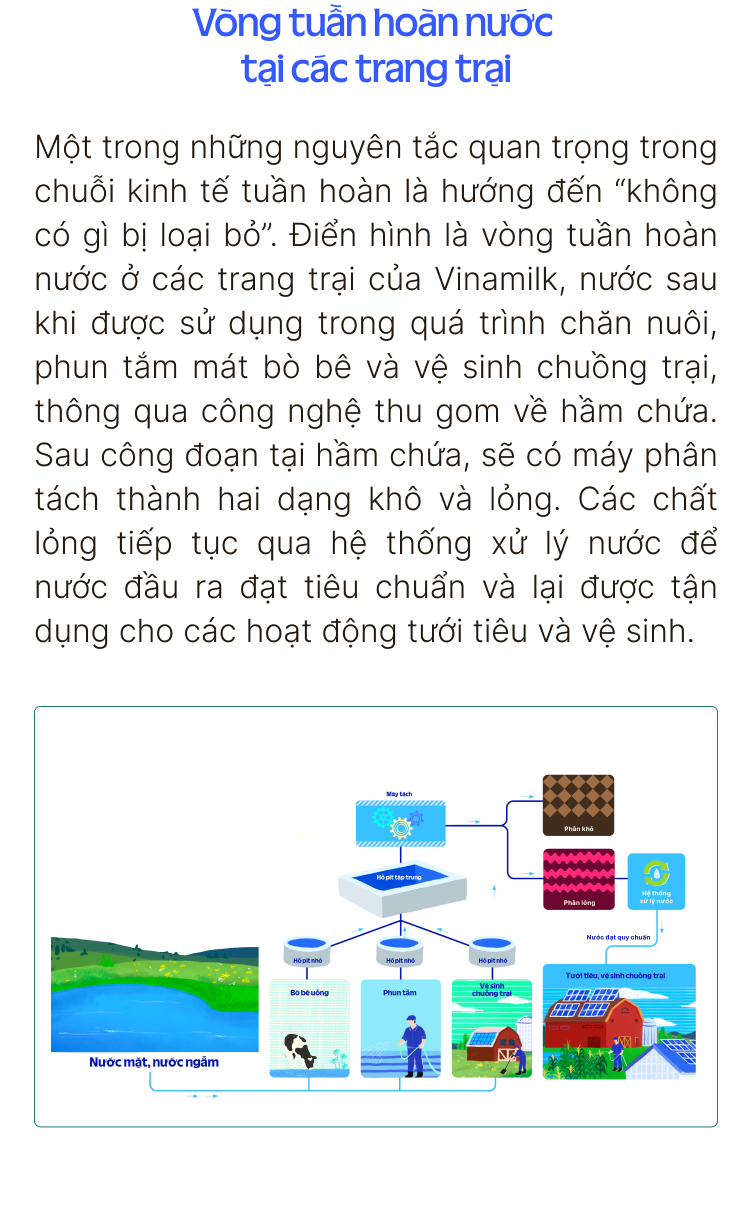 Vòng tuần hoàn nước
tại các trang trại
Một trong những nguyên tắc quan trọng trong
chuỗi kinh tế tuần hoàn là hướng đến “không
có gì bị loại bỏ”. Điển hình là vòng tuần hoàn
nước ở các trang trại của Vinamilk, nước sau
khi được sử dụng trong quá trình chăn nuôi,
phun tắm mát bò bê và vệ sinh chuồng trại,
thông qua công nghệ thu gom về hầm chứa.
Sau công đoạn tại hầm chứa, sẽ có máy phân
tách thành hai dạng khô và lỏng. Các chất
lỏng tiếp tục qua hệ thống xử lý nước để
nước đầu ra đạt tiêu chuẩn và lại được tận
dụng cho các hoạt động tưới tiêu và vệ sinh.
Máy tách
Phân khô
Hố pit tập trung
Phân lỏng
Hệ thống
xử lý nước
Nước đạt quy chuẩn
Hố pit nhỏ
Hố pit nhỏ
Hố pit nhỏ
Tưới tiêu, vệ sinh chuồng trại
Bò bê uống
Phun tắm
Vệ sinh
chuồng trại
Nước mặt, nước ngầm